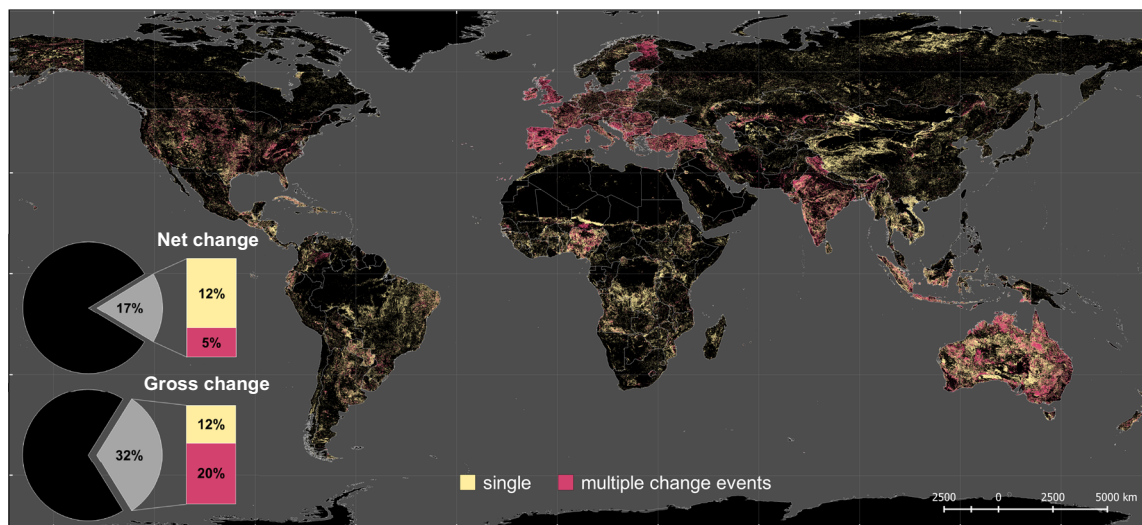 Net change
17%
12%
5%
Gross change
32%
12%
20%
single
multiple change events
2500 0 2500 5000 km